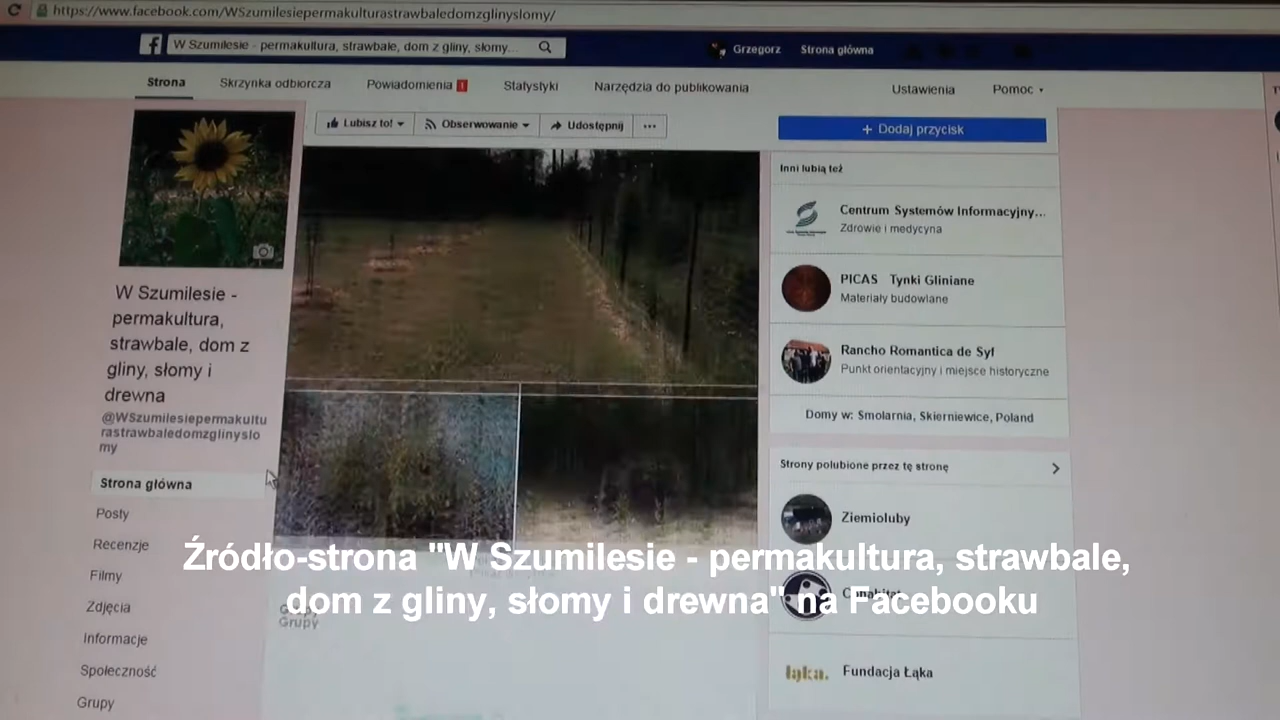 https://www.facebook.com/WSzumilesiepermakulturastrawbaledomzglinyslomy/
W Szumilesie - permakultura, strawbale, dom z gliny, słomy...
Grzegorz
Strona główna
Strona
Skrzynka odbiorcza
Powiadomienia 1
Statystyki
Narzędzia do publikowania
Ustawienia
Pomoc
Lubisz to!
Obserwowanie
Udostępnij
+ Dodaj przycisk
W Szumilesie -
permakultura,
strawbale, dom z
gliny, słomy i
drewna
@WSzumilesiepermakultu
rastrawbaledomzglinyslo
my
Strona główna
Posty
Recenzje
Filmy
Zdjęcia
Informacje
Społeczność
Grupy
Inni lubią też
Centrum Systemów Informacyjny...
Zdrowie i medycyna
PICAS Tynki Gliniane
Materiały budowlane
Rancho Romantica de Syf
Punkt orientacyjny i miejsce historyczne
Domy w: Smolarnia, Skierniewice, Poland
Strony polubione przez tę stronę
Ziemioluby
łąka.
Fundacja Łąka
Grupy
Źródło-strona "W Szumilesie - permakultura, strawbale,
dom z gliny, słomy i drewna" na Facebooku